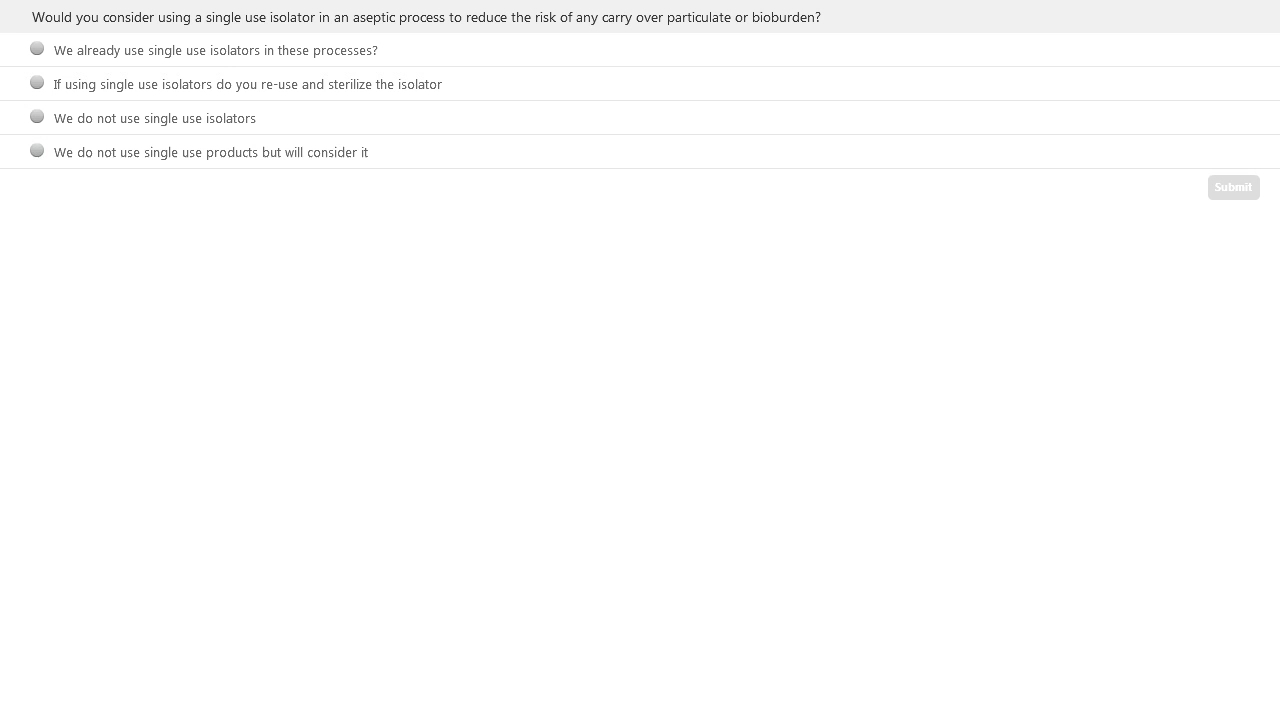 Would you consider using a single use isolator in an aseptic process to reduce the risk of any carry over particulate or bioburden?
We already use single use isolators in these processes?
If using single use isolators do you re-use and sterilize the isolator
We do not use single use isolators
We do not use single use products but will consider it
Submit